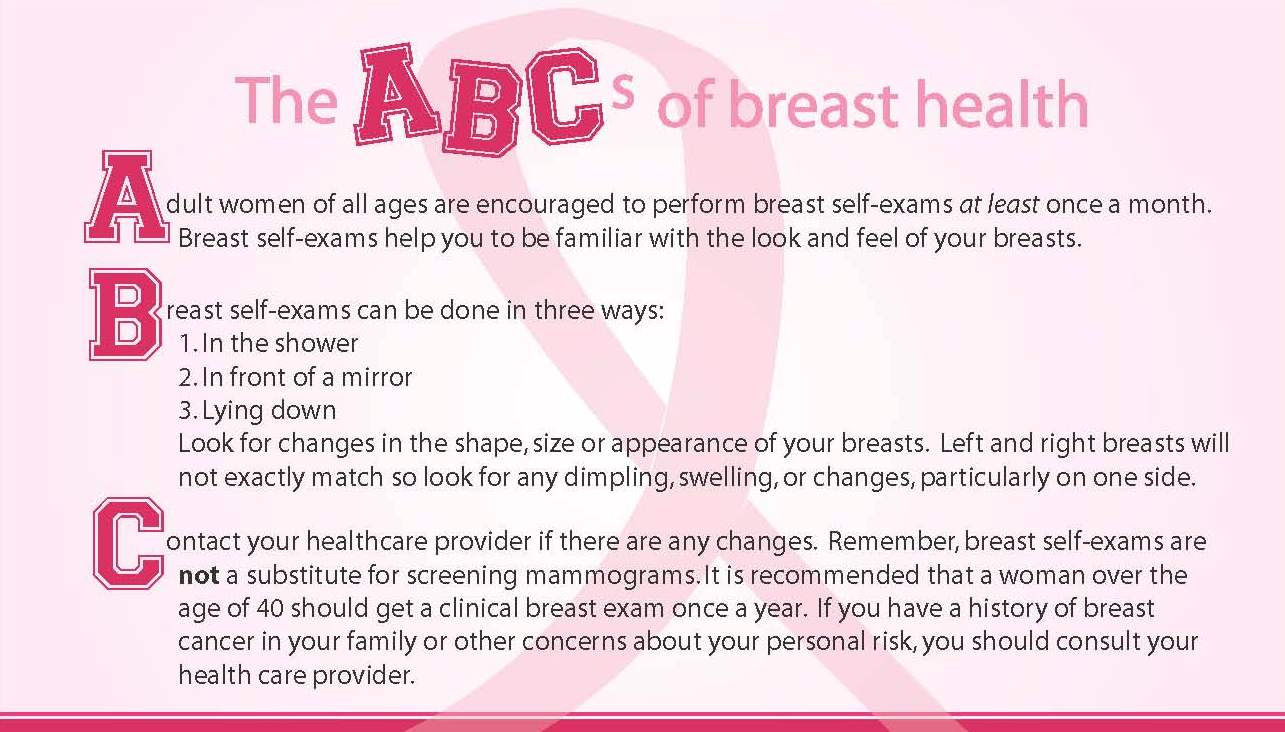 The ABCs of breast health
Adult women of all ages are encouraged to perform breast self-exams at least once a month.
Breast self-exams help you to be familiar with the look and feel of your breasts.
Breast self-exams can be done in three ways:
1. In the shower
2. In front of a mirror
3. Lying down
Look for changes in the shape, size or appearance of your breasts. Left and right breasts will
not exactly match so look for any dimpling, swelling, or changes, particularly on one side.
Contact your healthcare provider if there are any changes. Remember, breast self-exams are
not a substitute for screening mammograms. It is recommended that a woman over the
age of 40 should get a clinical breast exam once a year. If you have a history of breast
cancer in your family or other concerns about your personal risk, you should consult your
health care provider.